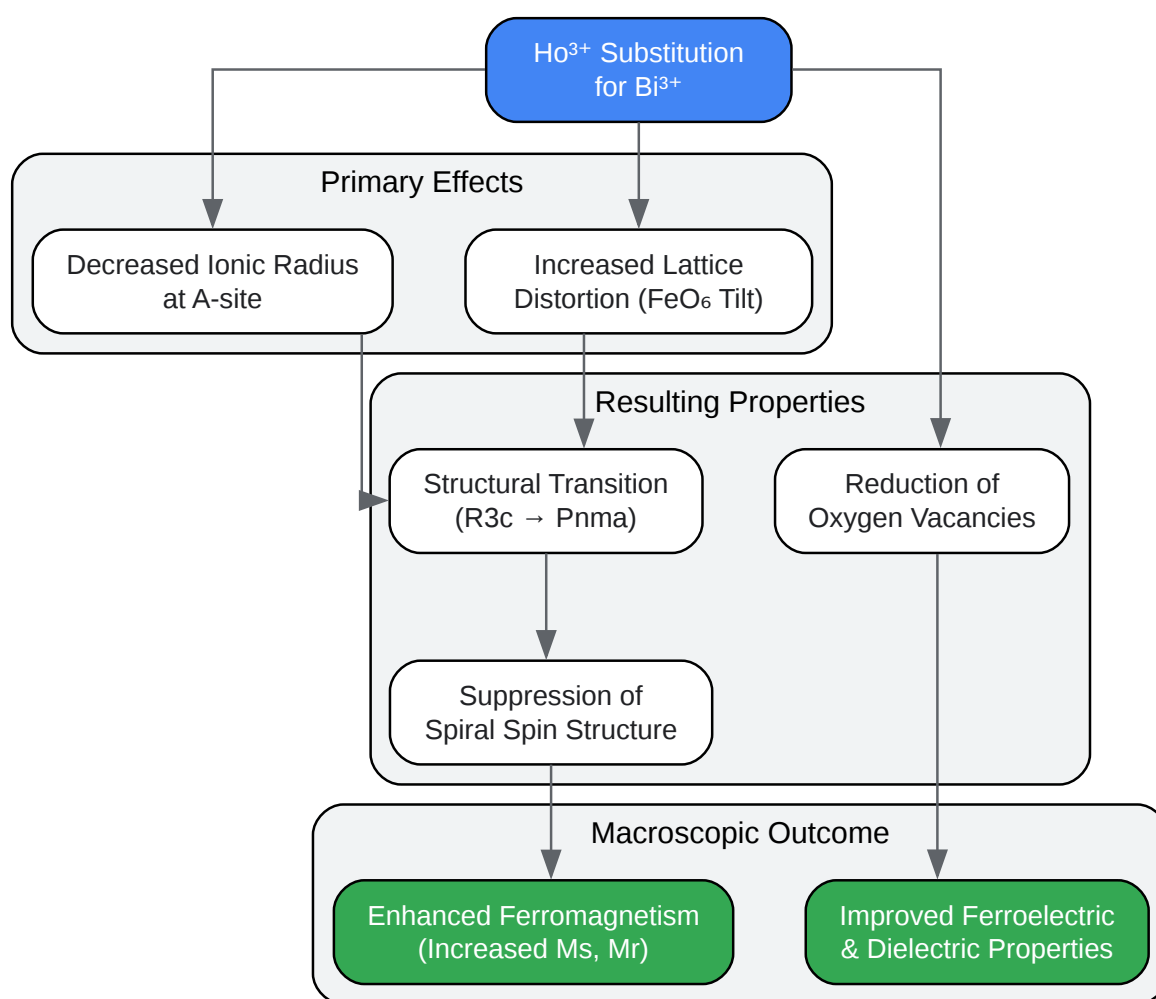 Ho³⁺ Substitution
for Bi³⁺
Primary Effects
Decreased Ionic Radius
at A-site
Increased Lattice
Distortion (FeO₆ Tilt)
Resulting Properties
Structural Transition
(R3c → Pnma)
Reduction of
Oxygen Vacancies
Suppression of
Spiral Spin Structure
Macroscopic Outcome
Enhanced Ferromagnetism
(Increased Ms, Mr)
Improved Ferroelectric
& Dielectric Properties